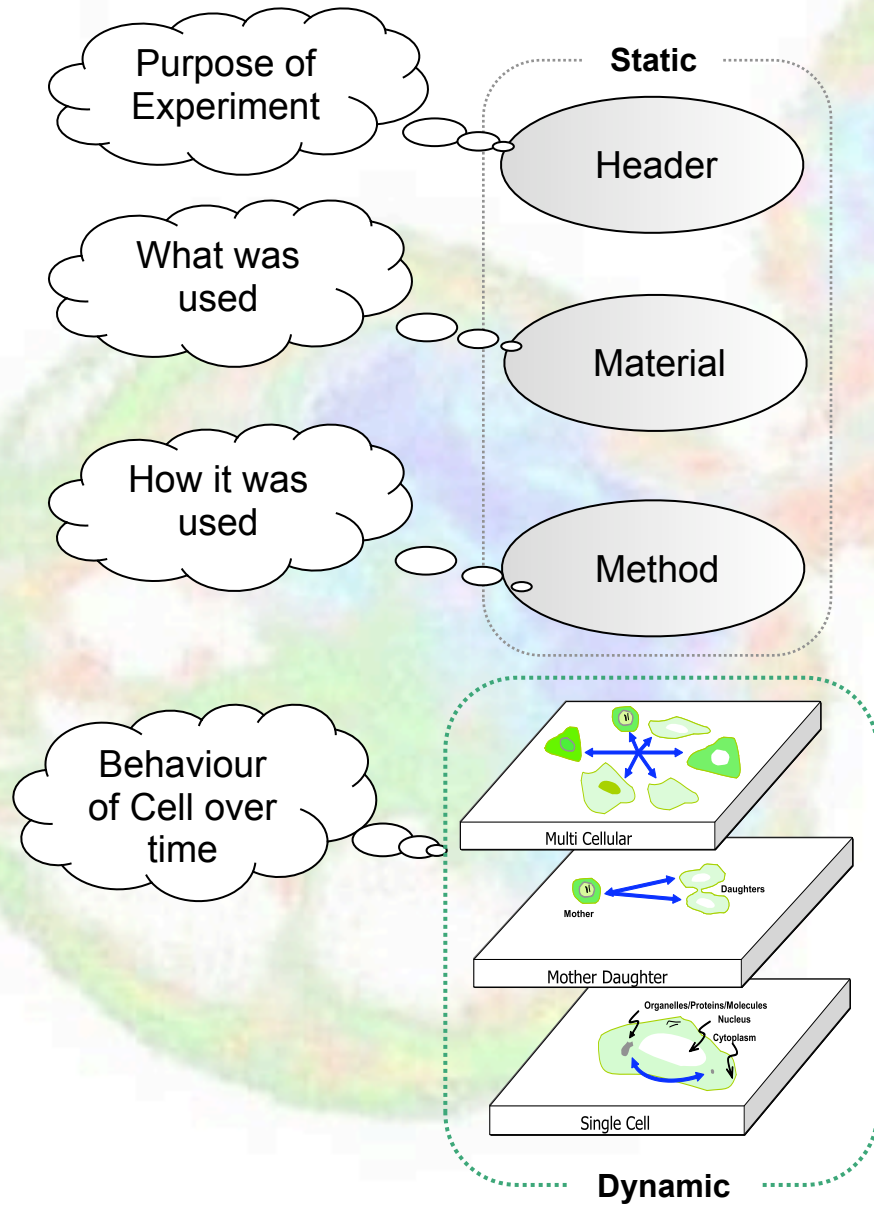 Purpose of
Experiment
Static
Header
What was
used
Material
How it was
used
Method
Behaviour
of Cell over
time
Multi Cellular
Mother
Daughters
Mother Daughter
Organelles/Proteins/Molecules
Nucleus
Cytoplasm
Single Cell
Dynamic